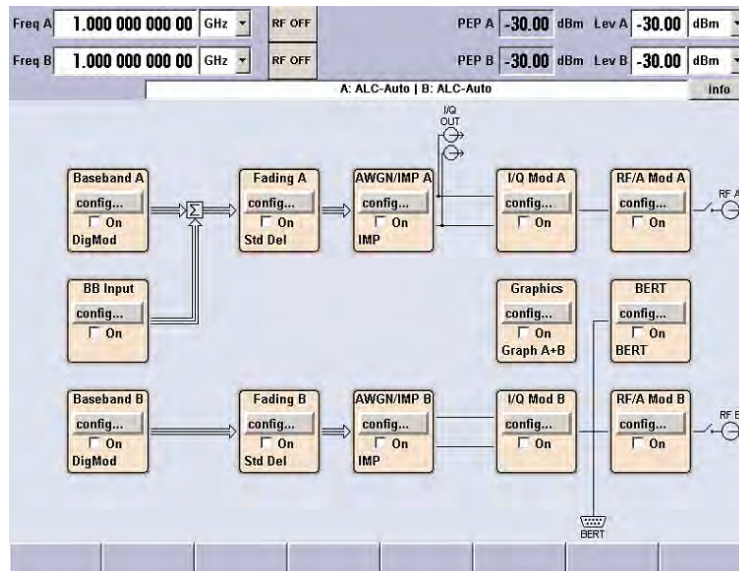 Freq A 1.000 000 000 00 GHz RF OFF PEP A -30.00 dBm Lev A -30.00 dBm
Freq B 1.000 000 000 00 GHz RF OFF PEP B -30.00 dBm Lev B -30.00 dBm
A: ALC-Auto | B: ALC-Auto info
I/Q
OUT
Baseband A Fading A AWGN/IMP A I/Q Mod A RF/A Mod A
config... config... config... config... config... RF A
On Σ On On On On
DigMod Std Del IMP
BB Input Graphics BERT
config... config... config...
On On On
Graph A+B BERT
Baseband B Fading B AWGN/IMP B I/Q Mod B RF/A Mod B
config... config... config... config... config... RF B
On On On On On
DigMod Std Del IMP
BERT